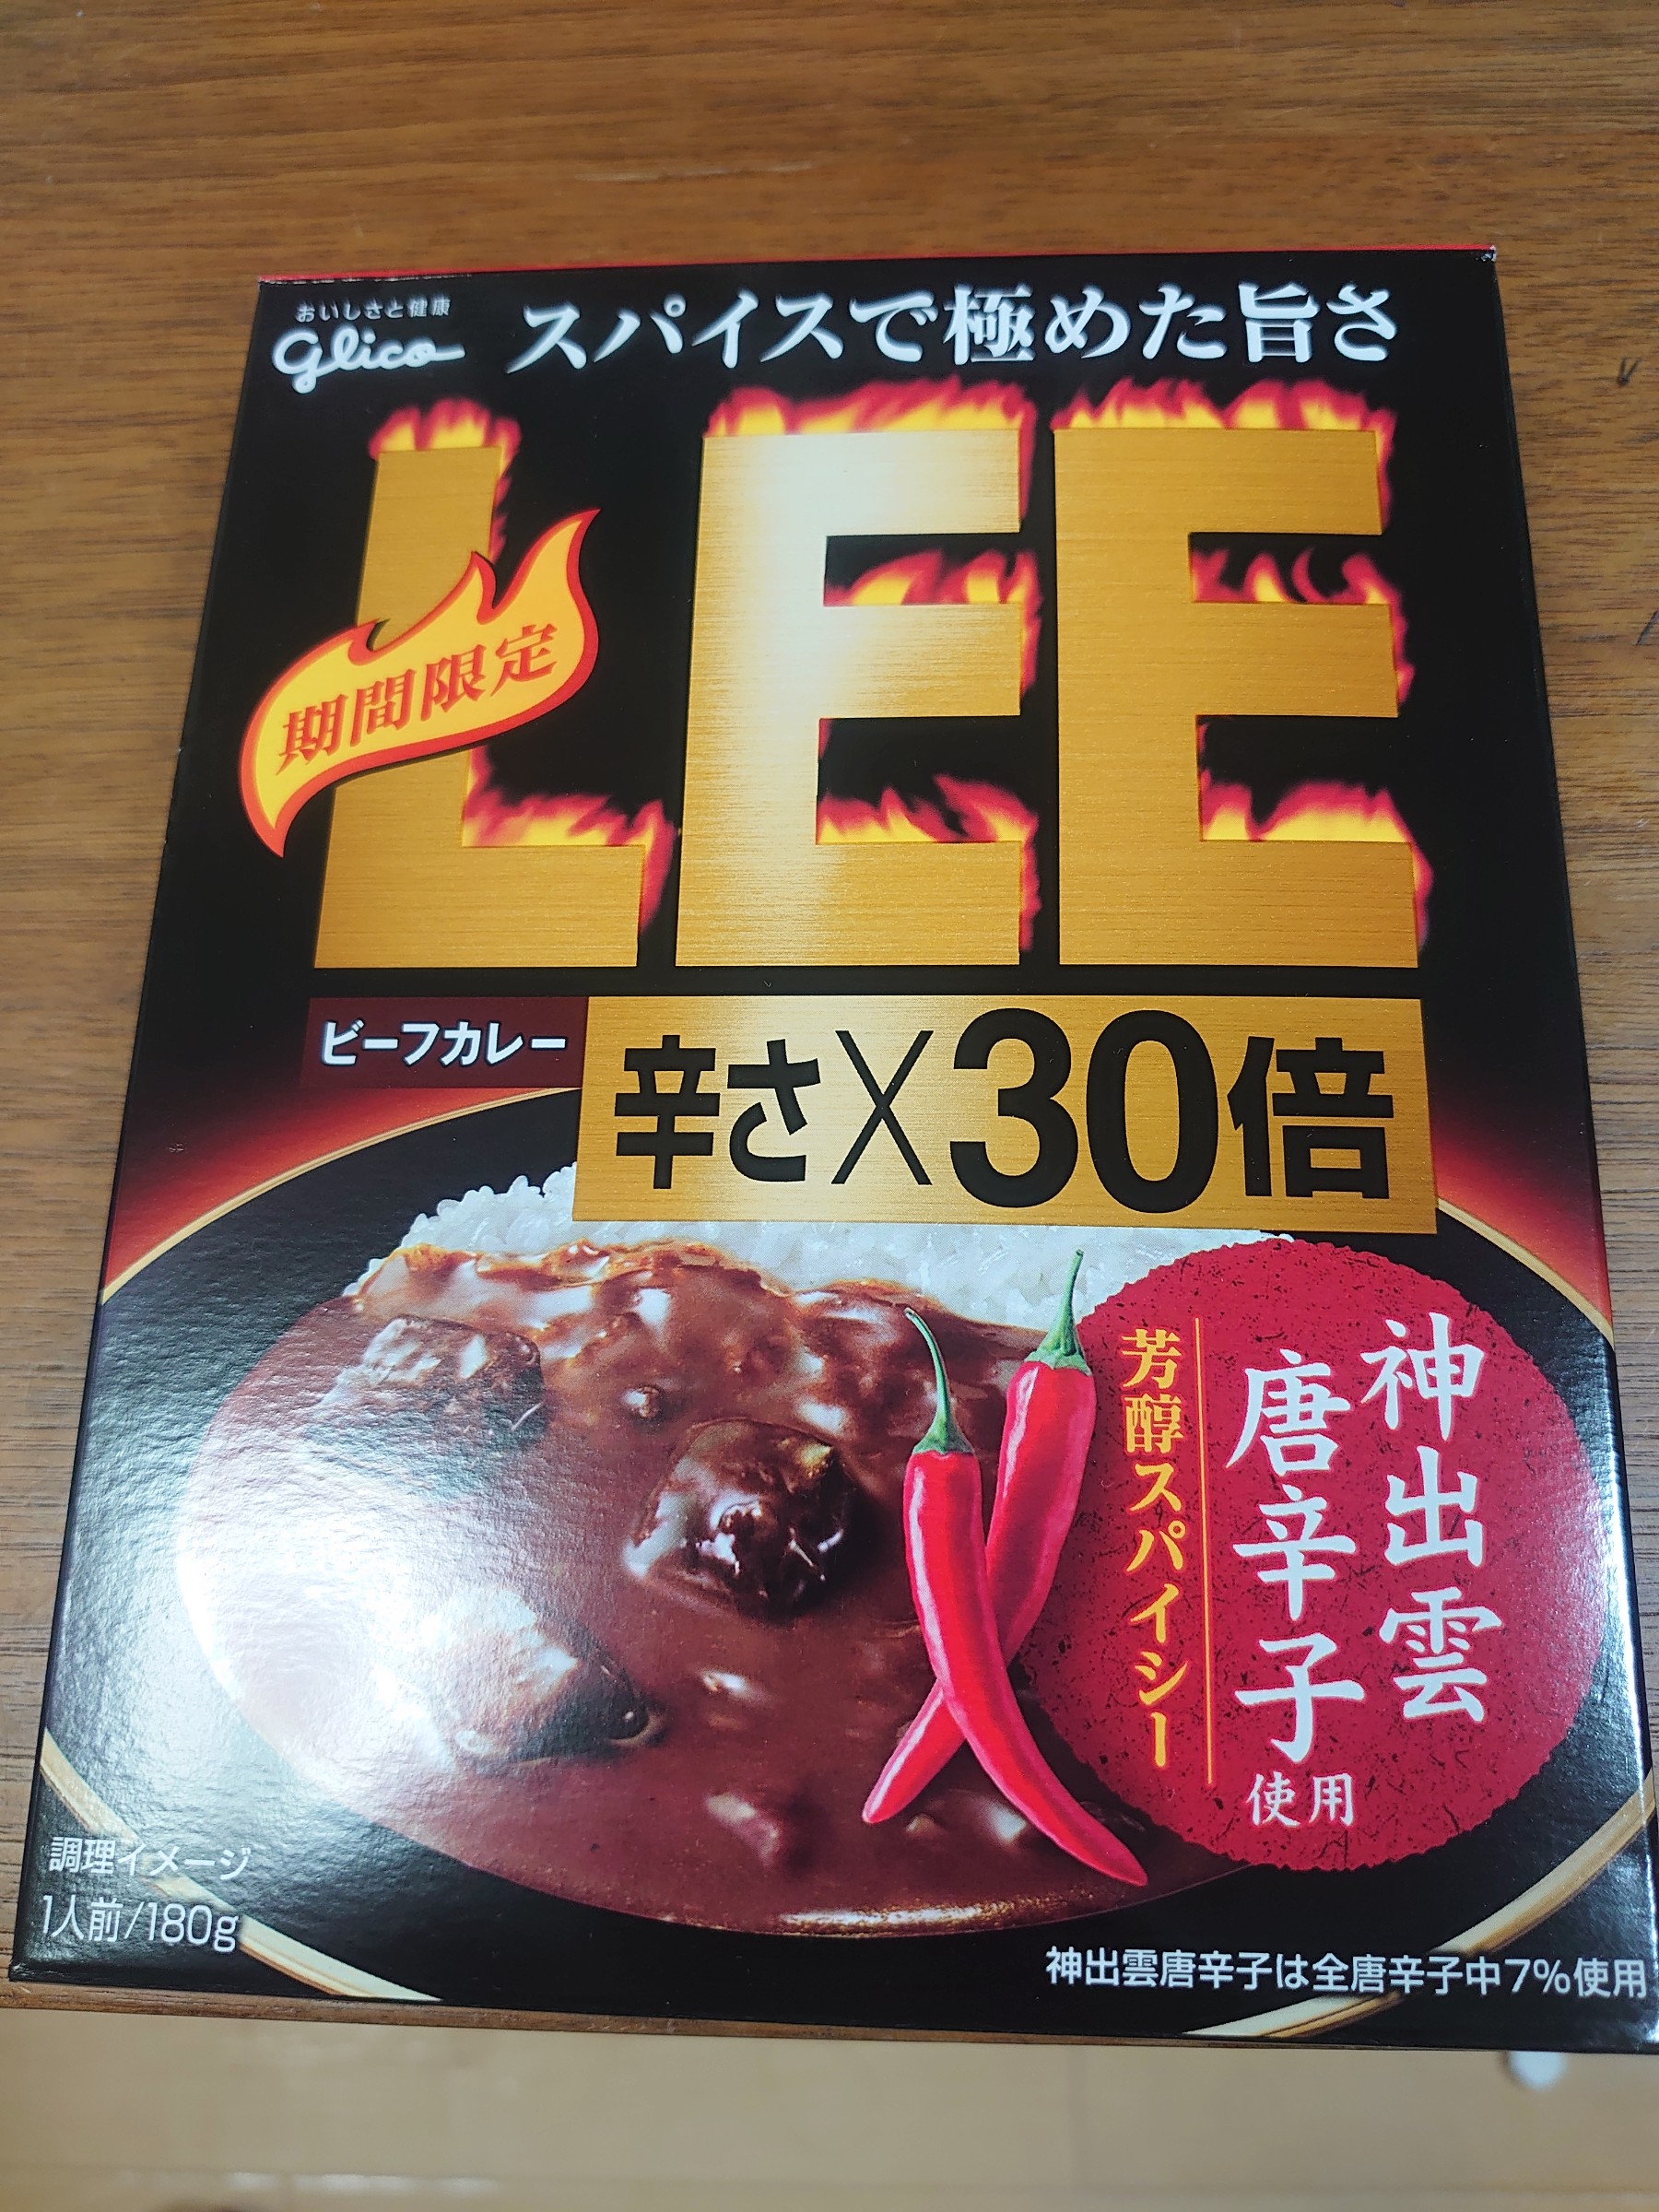 おいしさと健康
glico
スパイスで極めた旨さ
LEE
期間限定
ビーフカレー
辛さ×30倍
神出雲
唐辛子
使用
芳醇スパイシー
調理イメージ
1人前/180g
神出雲唐辛子は全唐辛子中7%使用